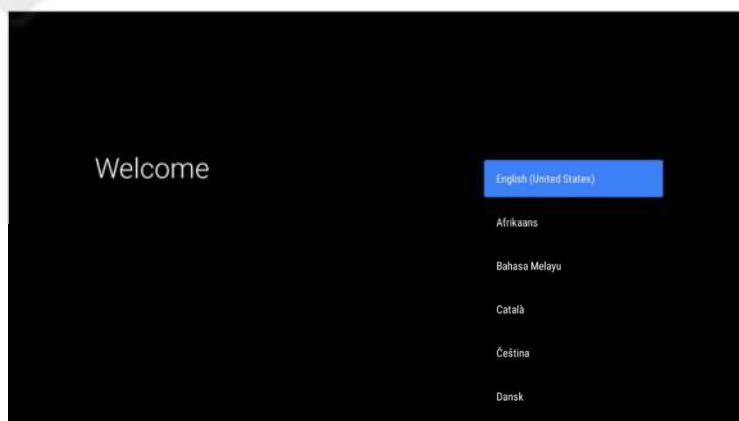 Welcome
English (United States)
Afrikaans
Bahasa Melayu
Català
Čeština
Dansk